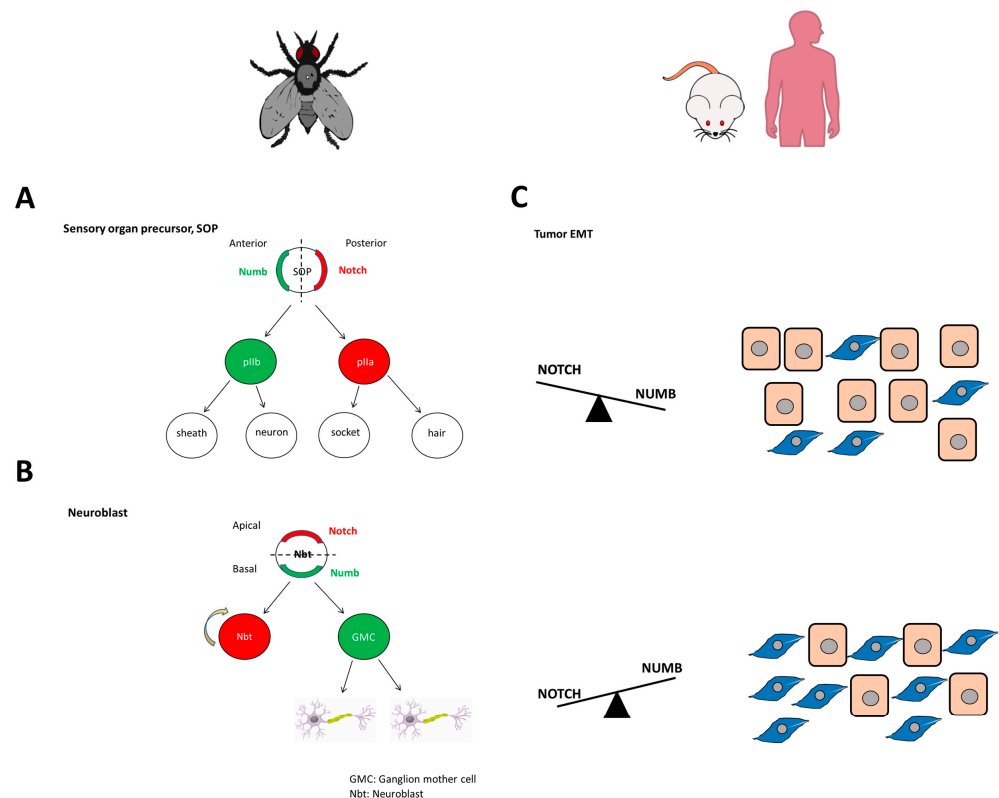 A
Sensory organ precursor, SOP
Anterior
Posterior
Numb
SOP
Notch
pIIb
pIIa
sheath
neuron
socket
hair
B
Neuroblast
Apical
Notch
Nbt
Basal
Numb
Nbt
GMC
GMC: Ganglion mother cell
Nbt: Neuroblast
C
Tumor EMT
NOTCH
NUMB
NUMB
NOTCH